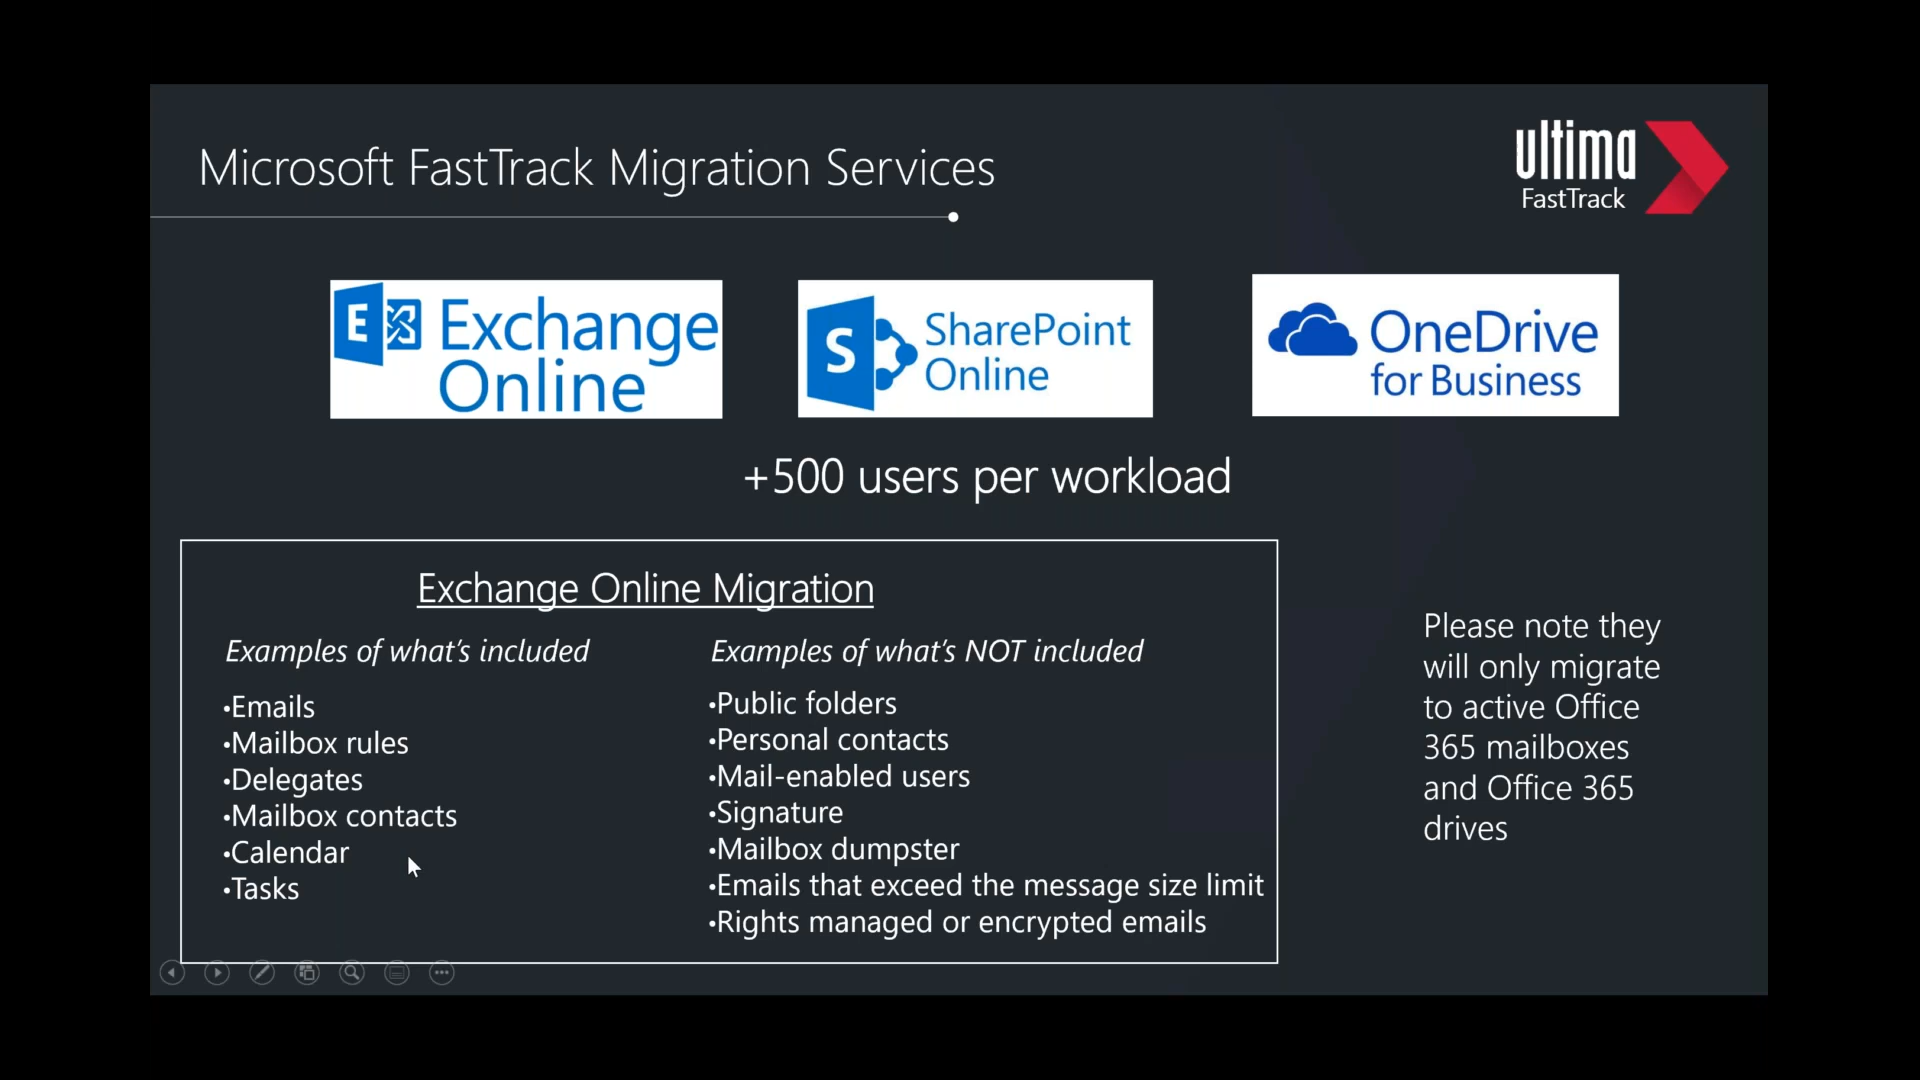 Microsoft FastTrack Migration Services
ultima
FastTrack
E
Exchange
Online
S
SharePoint
Online
OneDrive
for Business
+500 users per workload
Exchange Online Migration
Examples of what's included
•Emails
•Mailbox rules
•Delegates
•Mailbox contacts
•Calendar
•Tasks
Examples of what's NOT included
•Public folders
•Personal contacts
•Mail-enabled users
•Signature
•Mailbox dumpster
•Emails that exceed the message size limit
•Rights managed or encrypted emails
Please note they
will only migrate
to active Office
365 mailboxes
and Office 365
drives